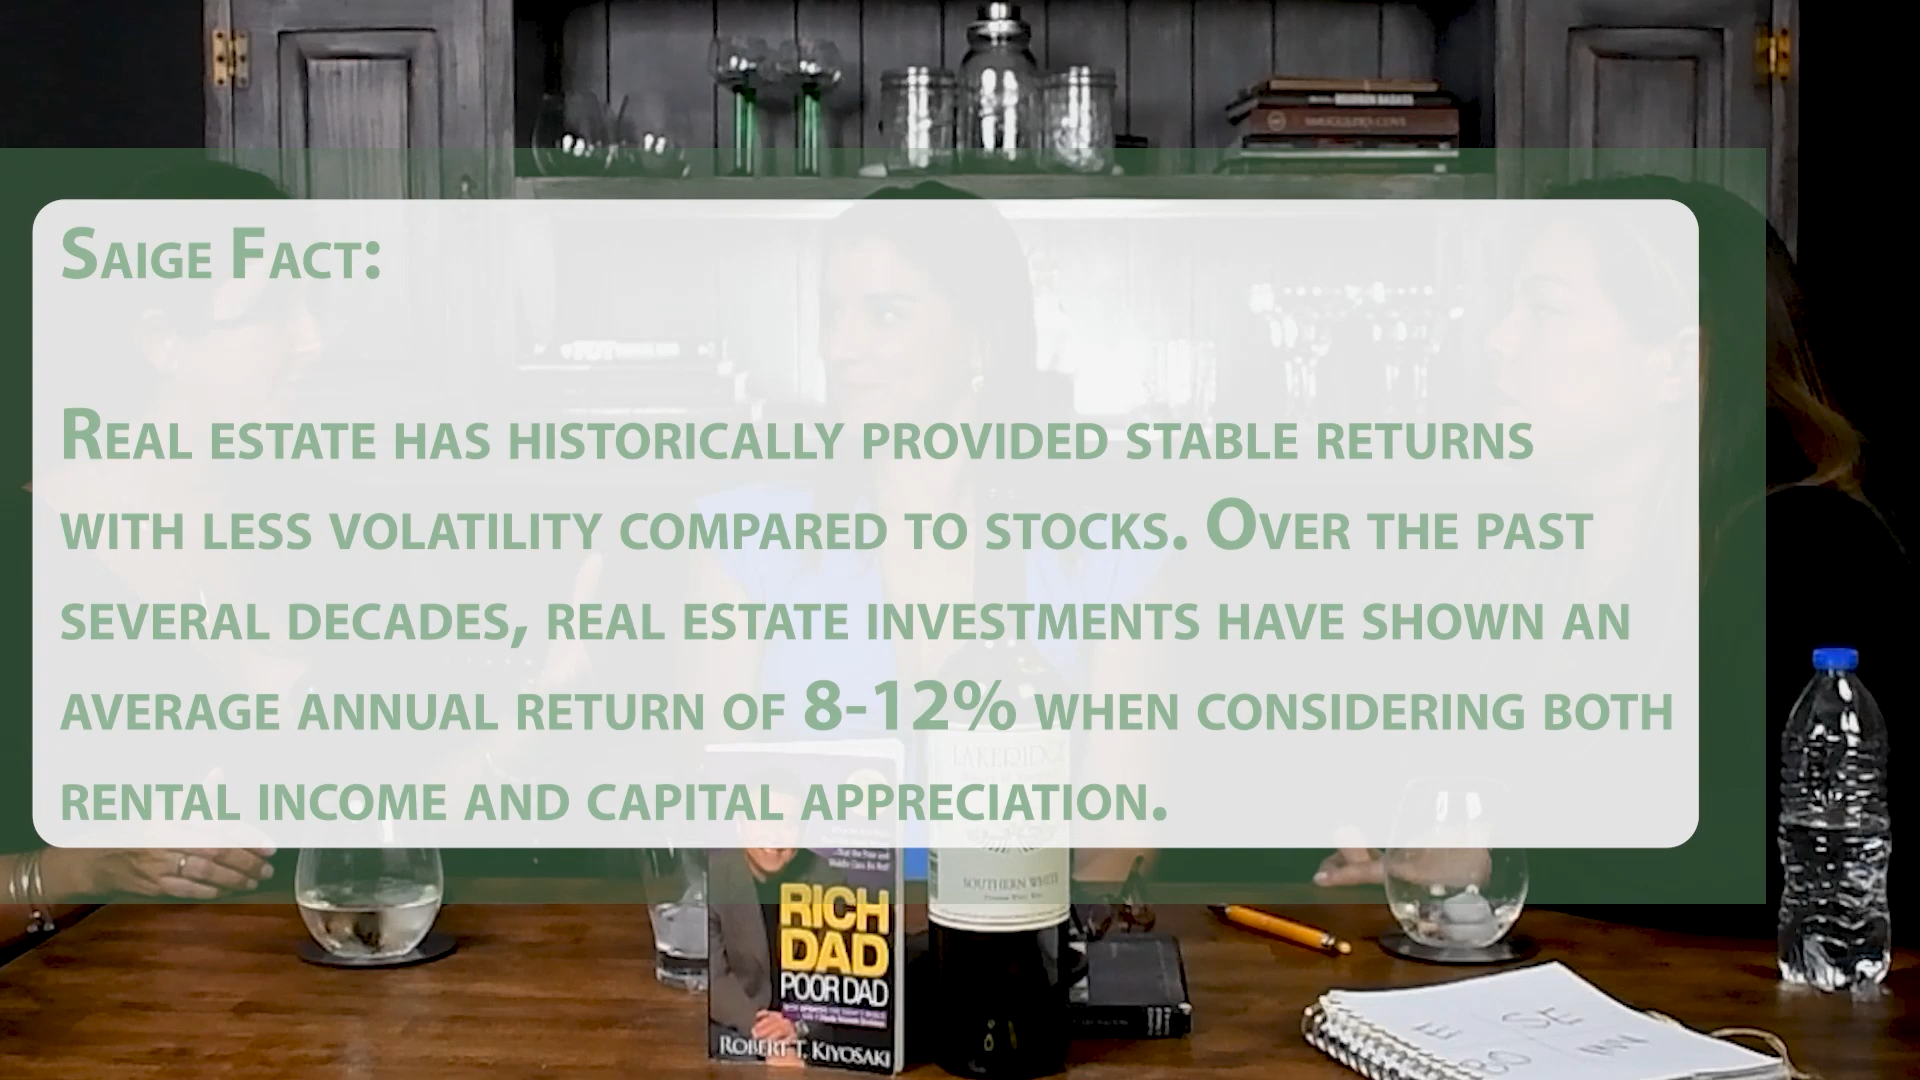 Saige Fact:
Real estate has historically provided stable returns
with less volatility compared to stocks. Over the past
several decades, real estate investments have shown an
average annual return of 8-12% when considering both
rental income and capital appreciation.
LAKERIDGE
SOUTHERN WHITE
RICH
DAD
POOR DAD
ROBERT T. KIYOSAKI